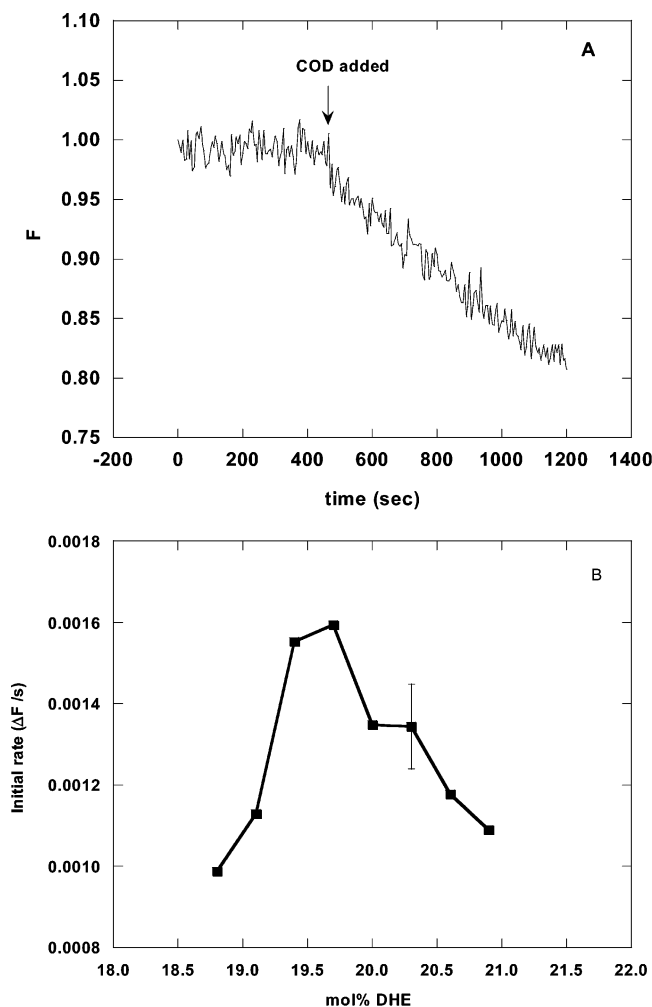 1.10
A
COD added
1.05
1.00
0.95
F
0.90
0.85
0.80
0.75
-200 0 200 400 600 800 1000 1200 1400
time (sec)
0.0018
B
0.0016
0.0014
Initial rate (ΔF /s)
0.0012
0.0010
0.0008
18.0 18.5 19.0 19.5 20.0 20.5 21.0 21.5 22.0
mol% DHE